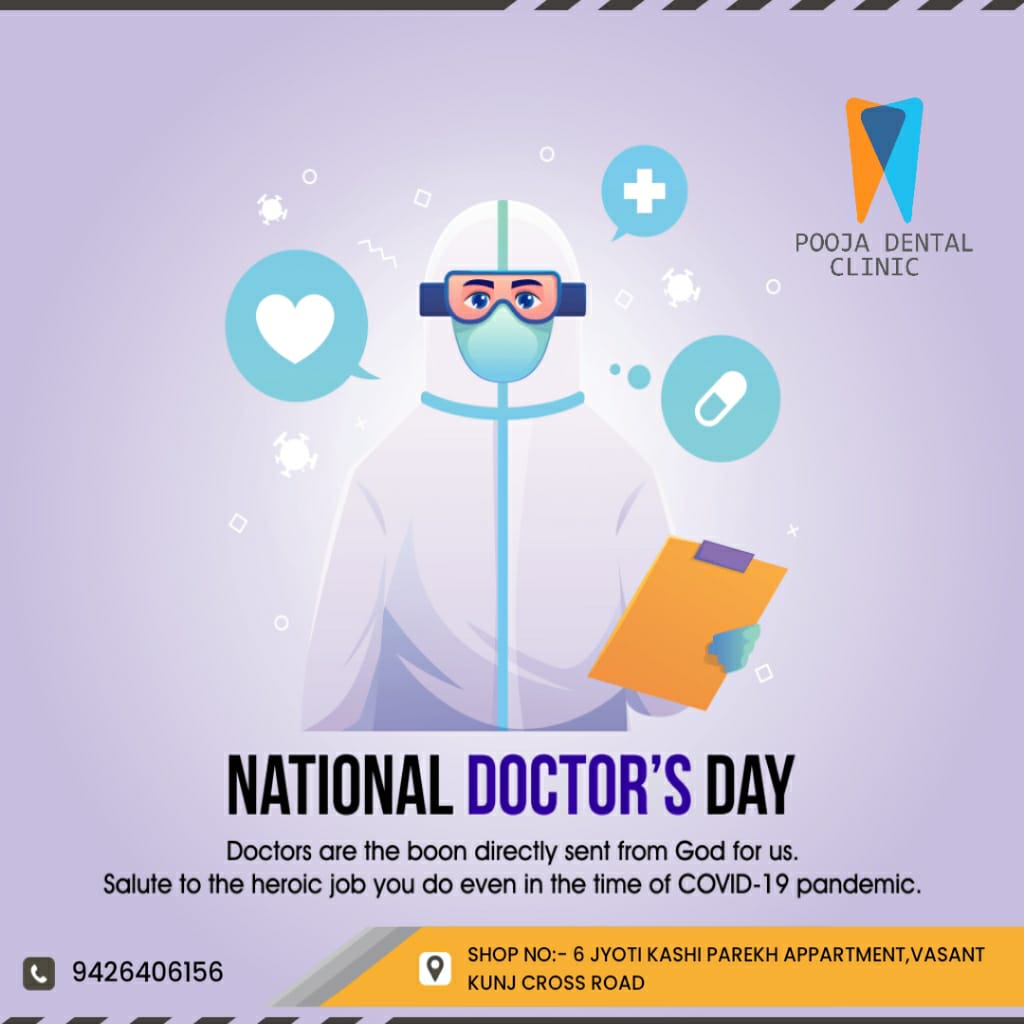 POOJA DENTAL
CLINIC
NATIONAL DOCTOR'S DAY
Doctors are the boon directly sent from God for us.
Salute to the heroic job you do even in the time of COVID-19 pandemic.
9426406156
SHOP NO:- 6 JYOTI KASHI PAREKH APPARTMENT,VASANT
KUNJ CROSS ROAD